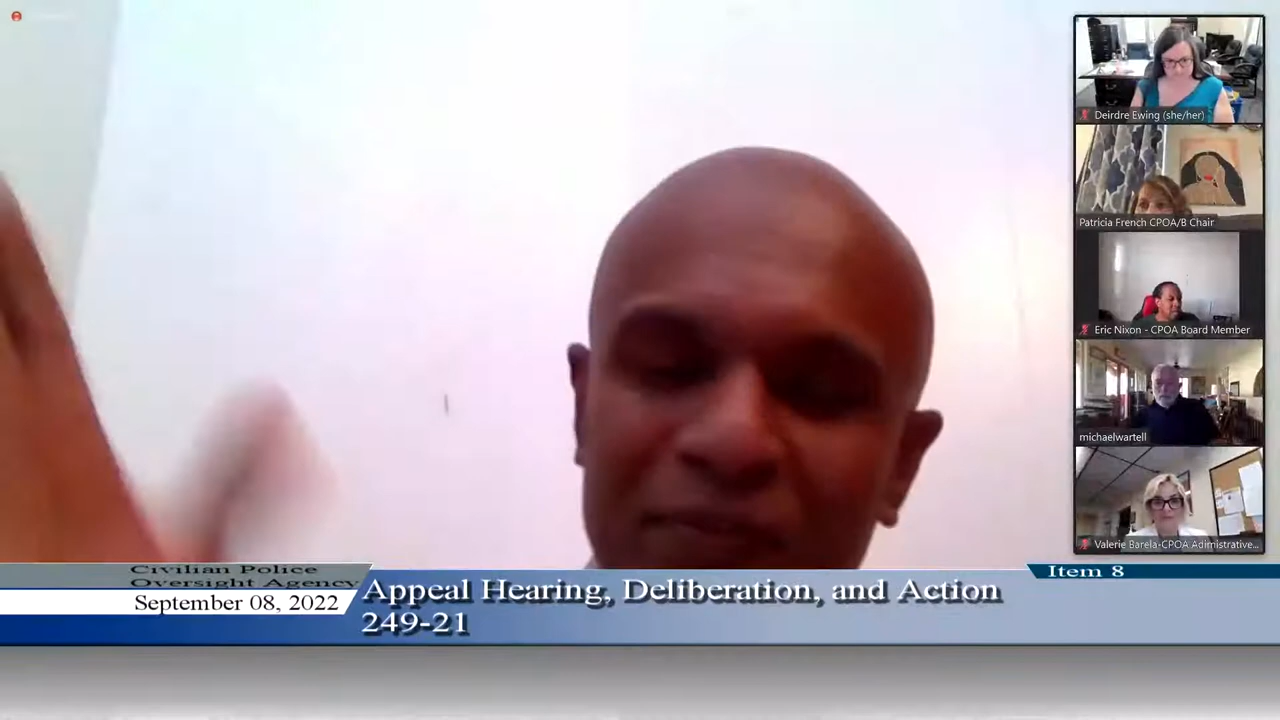 Deirdre Ewing (she/her)
Patricia French CPOA/B Chair
Eric Nixon - CPOA Board Member
michaelwartell
Valerie Barela-CPOA Adimistrative...
Civilian Police
Oversight Agency
September 08, 2022
Appeal Hearing, Deliberation, and Action
249-21
Item 8